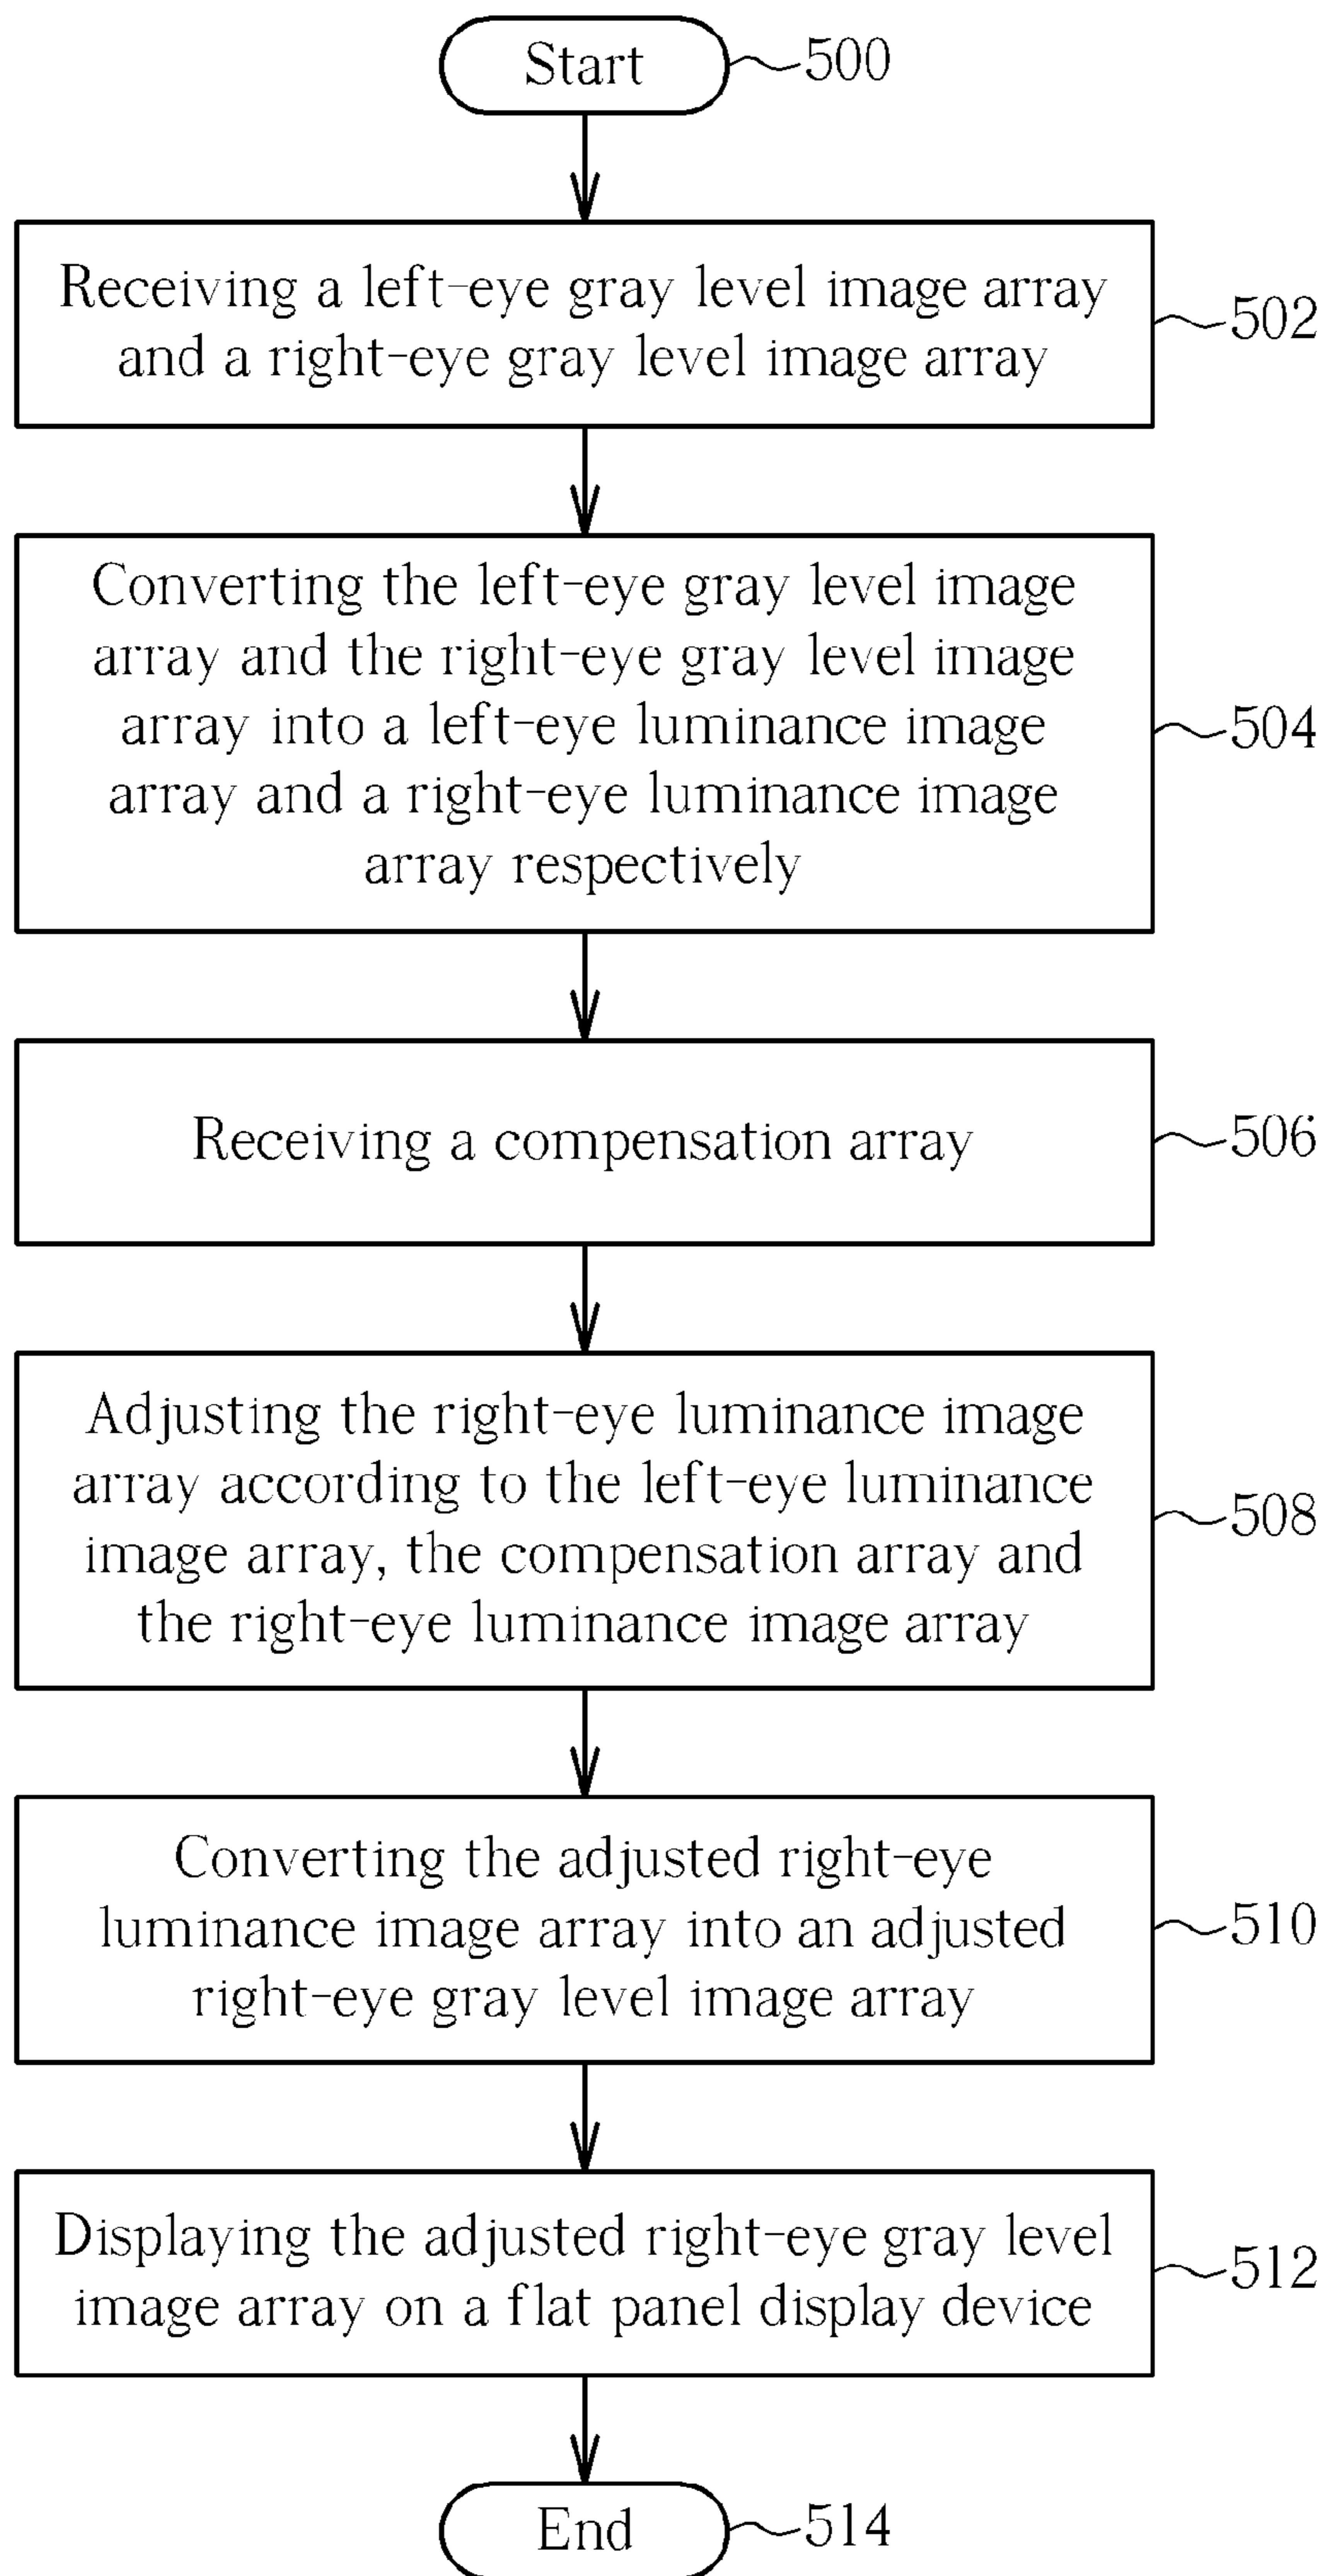 Start
500
Receiving a left-eye gray level image array
and a right-eye gray level image array
502
Converting the left-eye gray level image
array and the right-eye gray level image
array into a left-eye luminance image
array and a right-eye luminance image
array respectively
504
Receiving a compensation array
506
Adjusting the right-eye luminance image
array according to the left-eye luminance
image array, the compensation array and
the right-eye luminance image array
508
Converting the adjusted right-eye
luminance image array into an adjusted
right-eye gray level image array
510
Displaying the adjusted right-eye gray level
image array on a flat panel display device
512
End
514